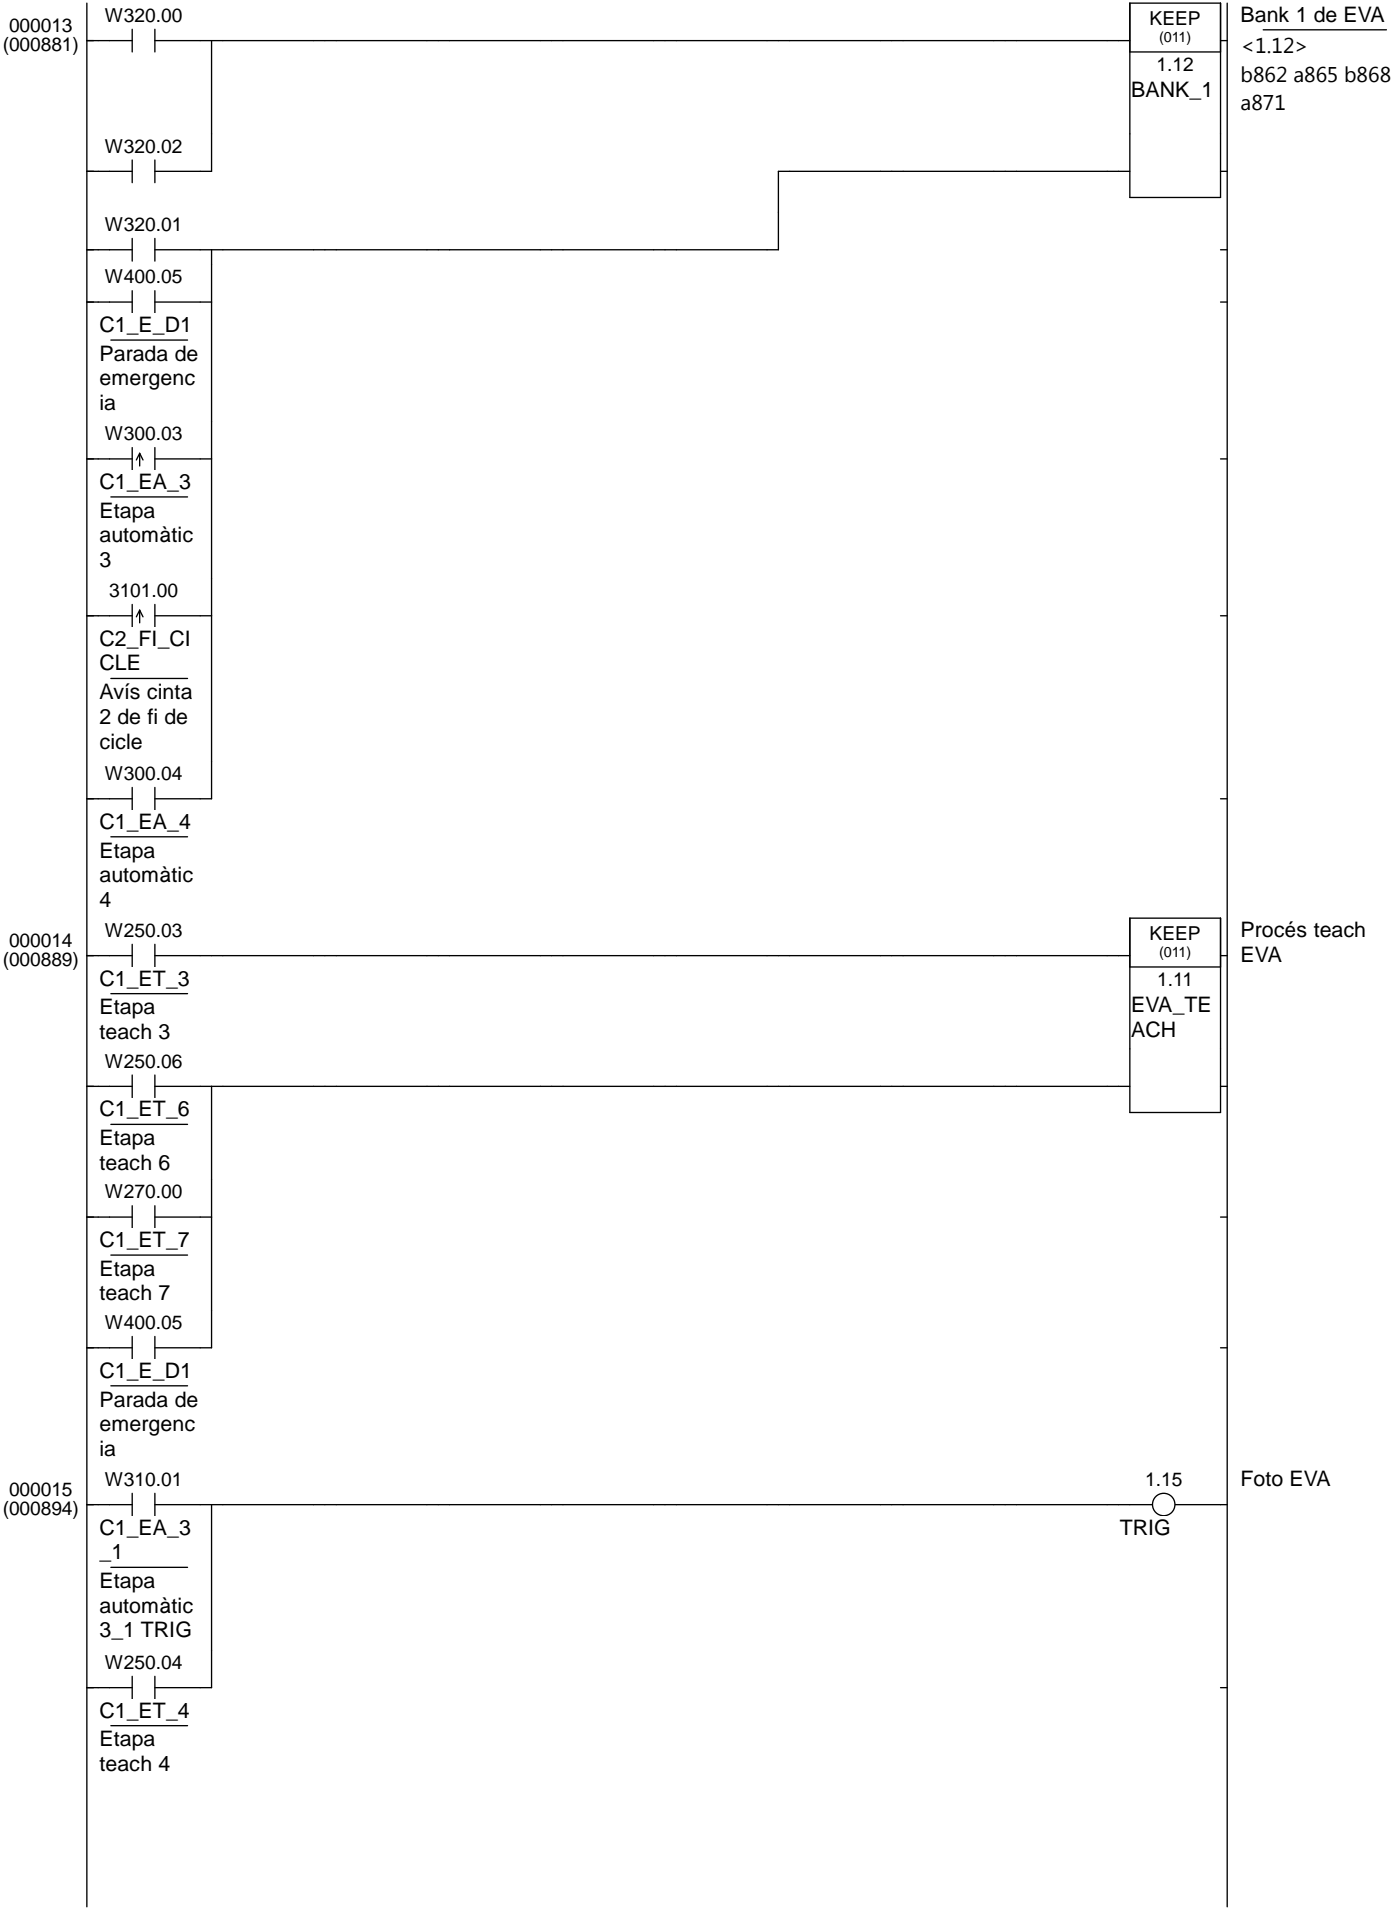 000013
(000881)
W320.00
KEEP
(011)
1.12
BANK_1
Bank 1 de EVA
<1.12>
b862 a865 b868
a871
W320.02
W320.01
W400.05
C1_E_D1
Parada de
emergenc
ia
W300.03
C1_EA_3
Etapa
automàtic
3
3101.00
C2_FI_CI
CLE
Avís cinta
2 de fi de
cicle
W300.04
C1_EA_4
Etapa
automàtic
4
000014
(000889)
W250.03
C1_ET_3
Etapa
teach 3
KEEP
(011)
1.11
EVA_TE
ACH
Procés teach
EVA
W250.06
C1_ET_6
Etapa
teach 6
W270.00
C1_ET_7
Etapa
teach 7
W400.05
C1_E_D1
Parada de
emergenc
ia
000015
(000894)
W310.01
C1_EA_3
_1
Etapa
automàtic
3_1 TRIG
1.15
TRIG
Foto EVA
W250.04
C1_ET_4
Etapa
teach 4